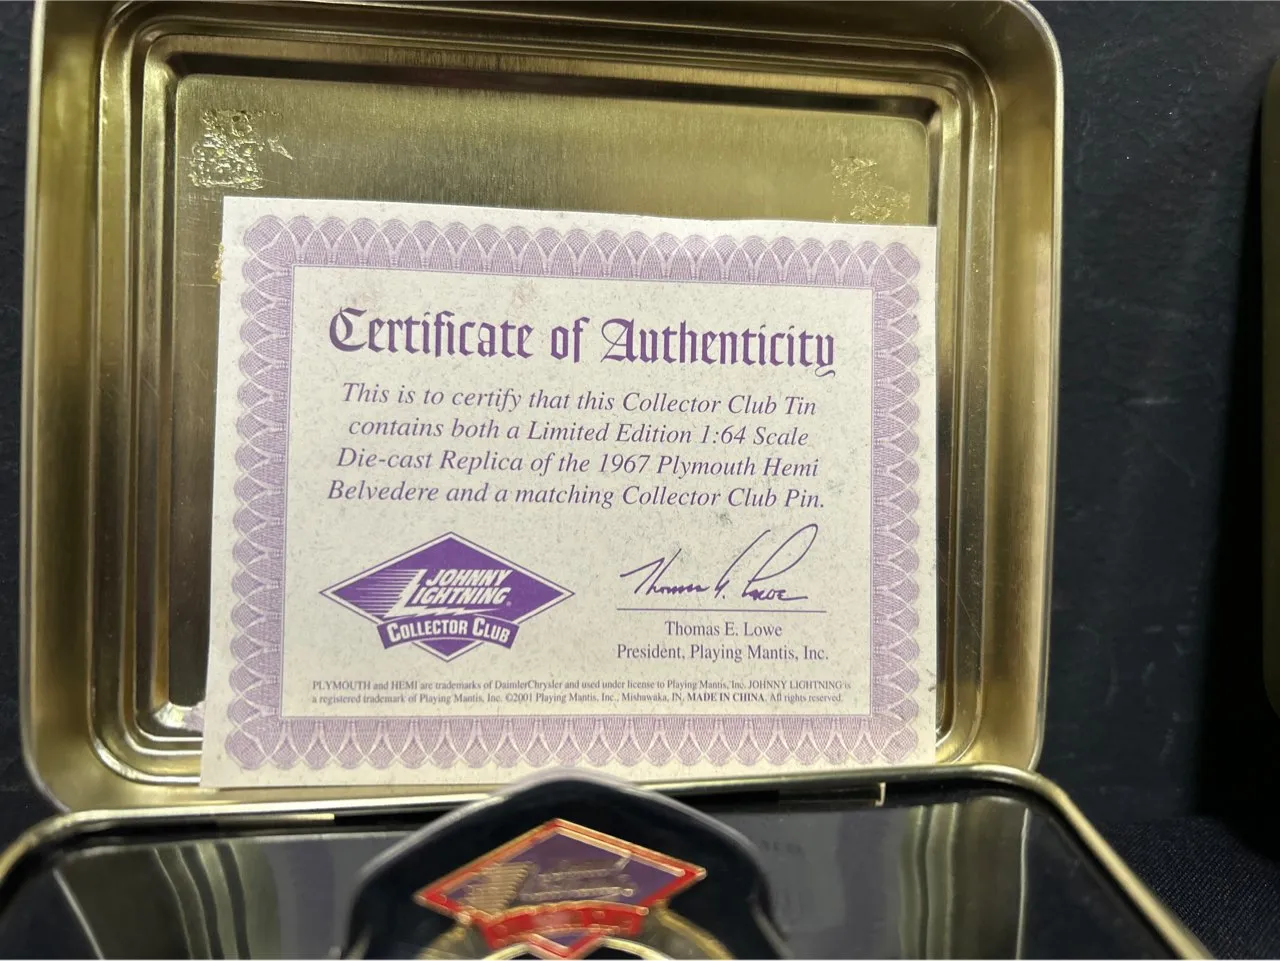 Certificate of Authenticity
This is to certify that this Collector Club Tin
contains both a Limited Edition 1:64 Scale
Die-cast Replica of the 1967 Plymouth Hemi
Belvedere and a matching Collector Club Pin.
JOHNNY
LIGHTNING®
COLLECTOR CLUB
Thomas E. Lowe
Thomas E. Lowe
President, Playing Mantis, Inc.
PLYMOUTH and HEMI are trademarks of DaimlerChrysler and used under license to Playing Mantis, Inc. JOHNNY LIGHTNING is
a registered trademark of Playing Mantis, Inc. ©2001 Playing Mantis, Inc., Mishawaka, IN. MADE IN CHINA. All rights reserved.